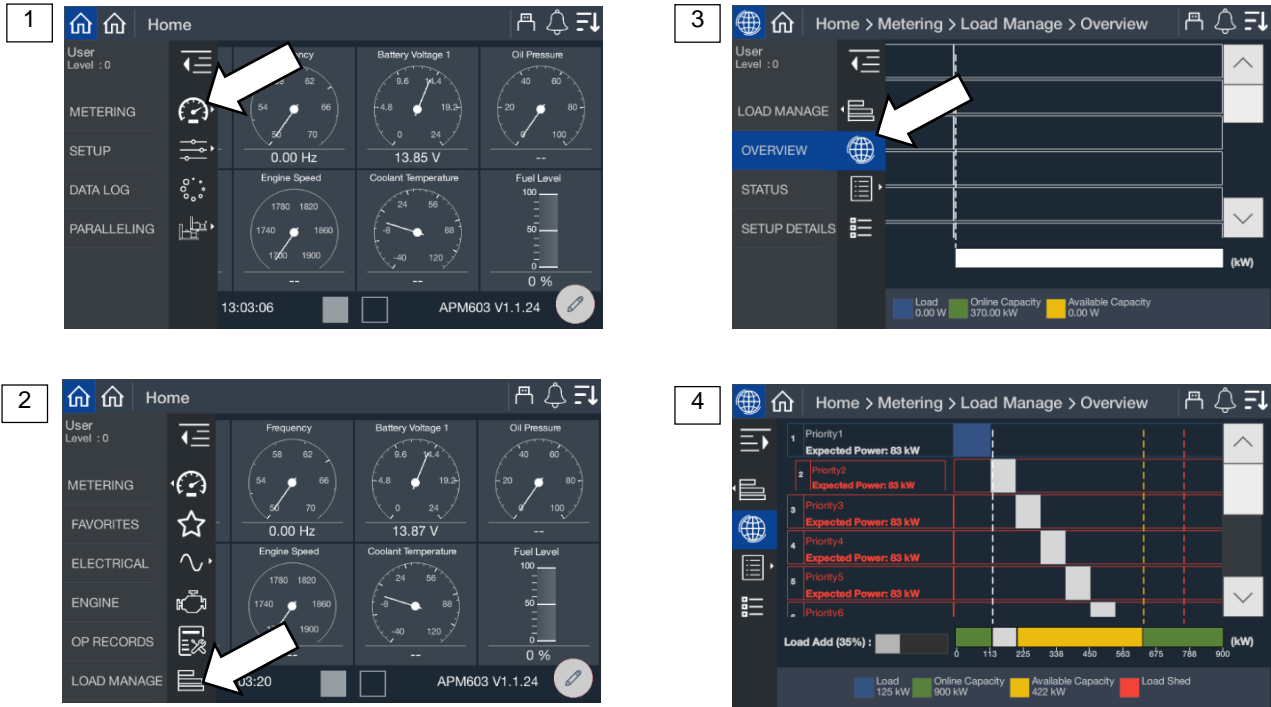 1
Home
User
Level : 0
METERING
SETUP
DATA LOG
PARALLELING
Battery Voltage 1
Oil Pressure
62
54
66
50
70
0.00 Hz
9.6
14.4
-4.8
19.2
0
24
13.85 V
40
60
20
80
0
100
--
Engine Speed
Coolant Temperature
Fuel Level
1780
1820
1740
1860
1700
1900
--
24
56
-8
88
-40
120
--
100
50
0
0 %
13:03:06
APM603 V1.1.24
2
Home
User
Level : 0
METERING
FAVORITES
ELECTRICAL
ENGINE
OP RECORDS
LOAD MANAGE
Frequency
Battery Voltage 1
Oil Pressure
58
62
54
66
50
70
0.00 Hz
9.6
14.4
-4.8
19.2
0
24
13.87 V
40
60
20
80
0
100
--
Engine Speed
Coolant Temperature
Fuel Level
1780
1820
1740
1860
1900
--
24
56
-8
88
-40
120
--
100
50
0
0 %
03:20
APM603 V1.1.24
3
Home > Metering > Load Manage > Overview
User
Level : 0
LOAD MANAGE
OVERVIEW
STATUS
SETUP DETAILS
(kW)
Load
0.00 W
Online Capacity
370.00 kW
Available Capacity
0.00 W
4
Home > Metering > Load Manage > Overview
1 Priority1
Expected Power: 83 kW
2 Priority2
Expected Power: 83 kW
3 Priority3
Expected Power: 83 kW
4 Priority4
Expected Power: 83 kW
5 Priority5
Expected Power: 83 kW
Priority6
Load Add (35%) :
(kW)
0 113 225 338 450 563 675 788 900
Load
125 kW
Online Capacity
900 kW
Available Capacity
422 kW
Load Shed